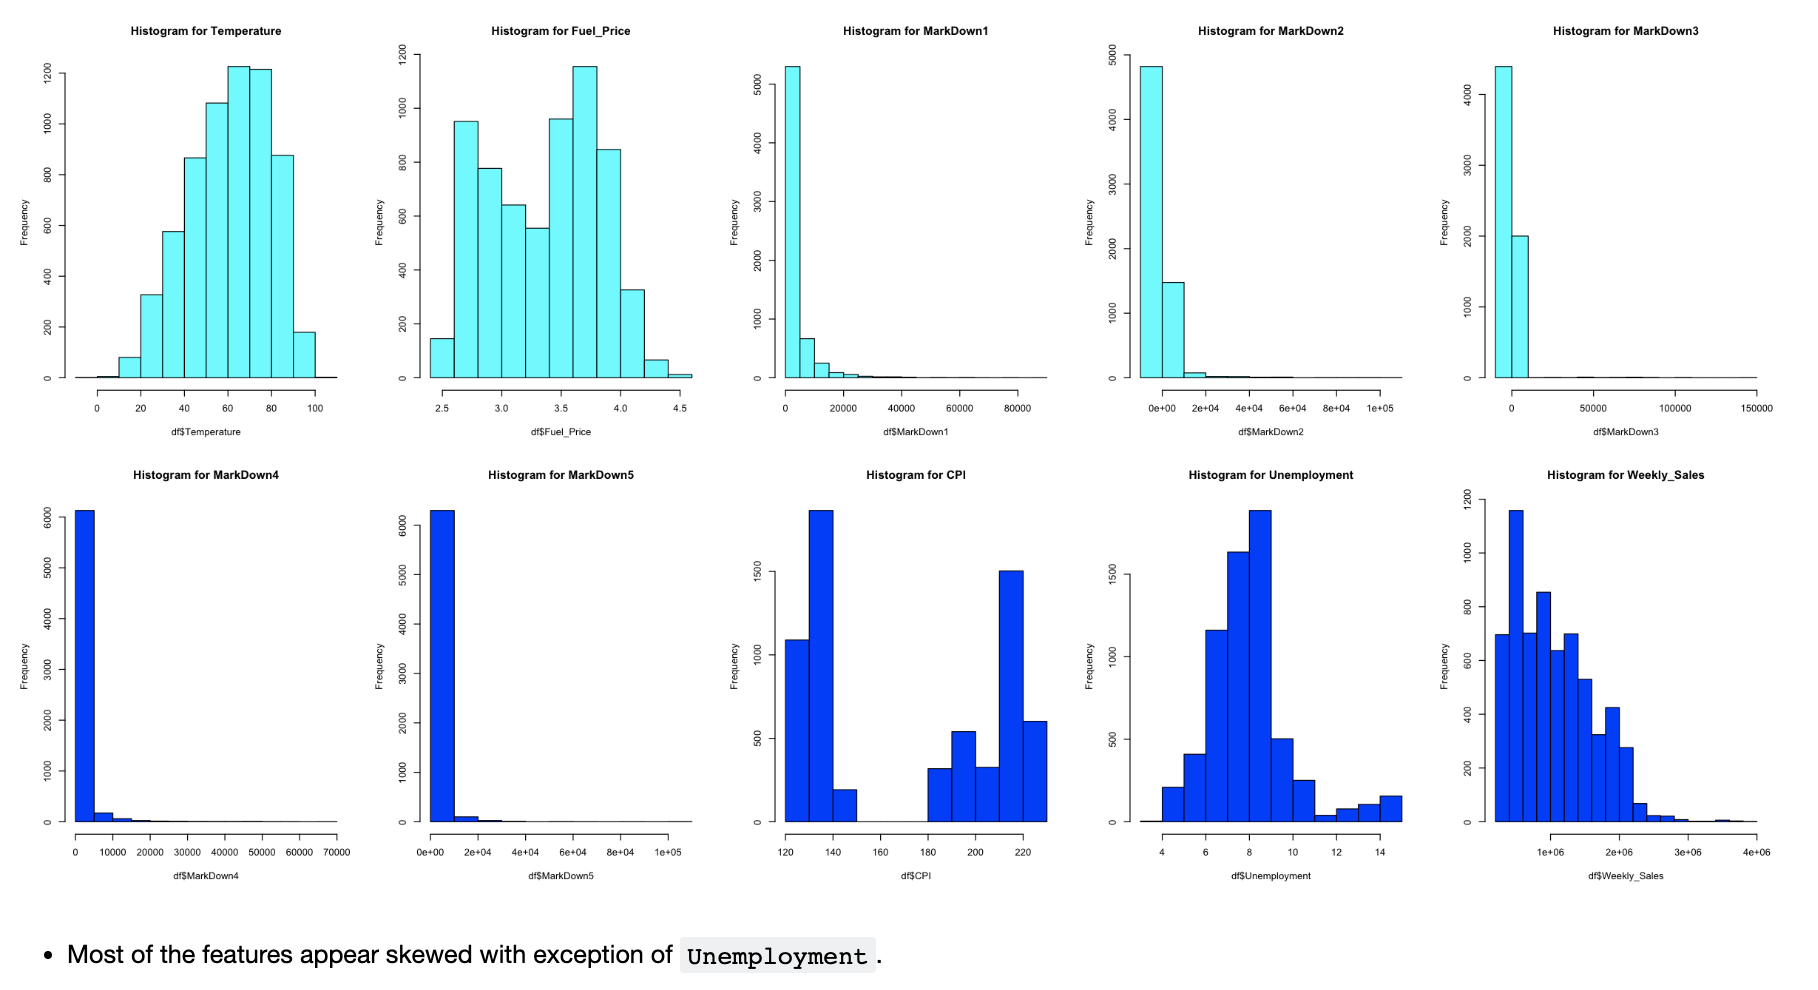 Histogram for Temperature
Frequency
0 200 400 600 800 1000 1200
0 20 40 60 80 100
df$Temperature
Histogram for Fuel_Price
Frequency
0 200 400 600 800 1000 1200
2.5 3.0 3.5 4.0 4.5
df$Fuel_Price
Histogram for MarkDown1
Frequency
0 1000 2000 3000 4000 5000
0 20000 40000 60000 80000
df$MarkDown1
Histogram for MarkDown2
Frequency
0 1000 2000 3000 4000 5000
0e+00 2e+04 4e+04 6e+04 8e+04 1e+05
df$MarkDown2
Histogram for MarkDown3
Frequency
0 1000 2000 3000 4000
0 50000 100000 150000
df$MarkDown3
Histogram for MarkDown4
Frequency
0 1000 2000 3000 4000 5000 6000
0 10000 20000 30000 40000 50000 60000 70000
df$MarkDown4
Histogram for MarkDown5
Frequency
0 1000 2000 3000 4000 5000 6000
0e+00 2e+04 4e+04 6e+04 8e+04 1e+05
df$MarkDown5
Histogram for CPI
Frequency
0 500 1000 1500
120 140 160 180 200 220
df$CPI
Histogram for Unemployment
Frequency
0 500 1000 1500
4 6 8 10 12 14
df$Unemployment
Histogram for Weekly_Sales
Frequency
0 200 400 600 800 1000 1200
1e+06 2e+06 3e+06 4e+06
df$Weekly_Sales
• Most of the features appear skewed with exception of Unemployment.